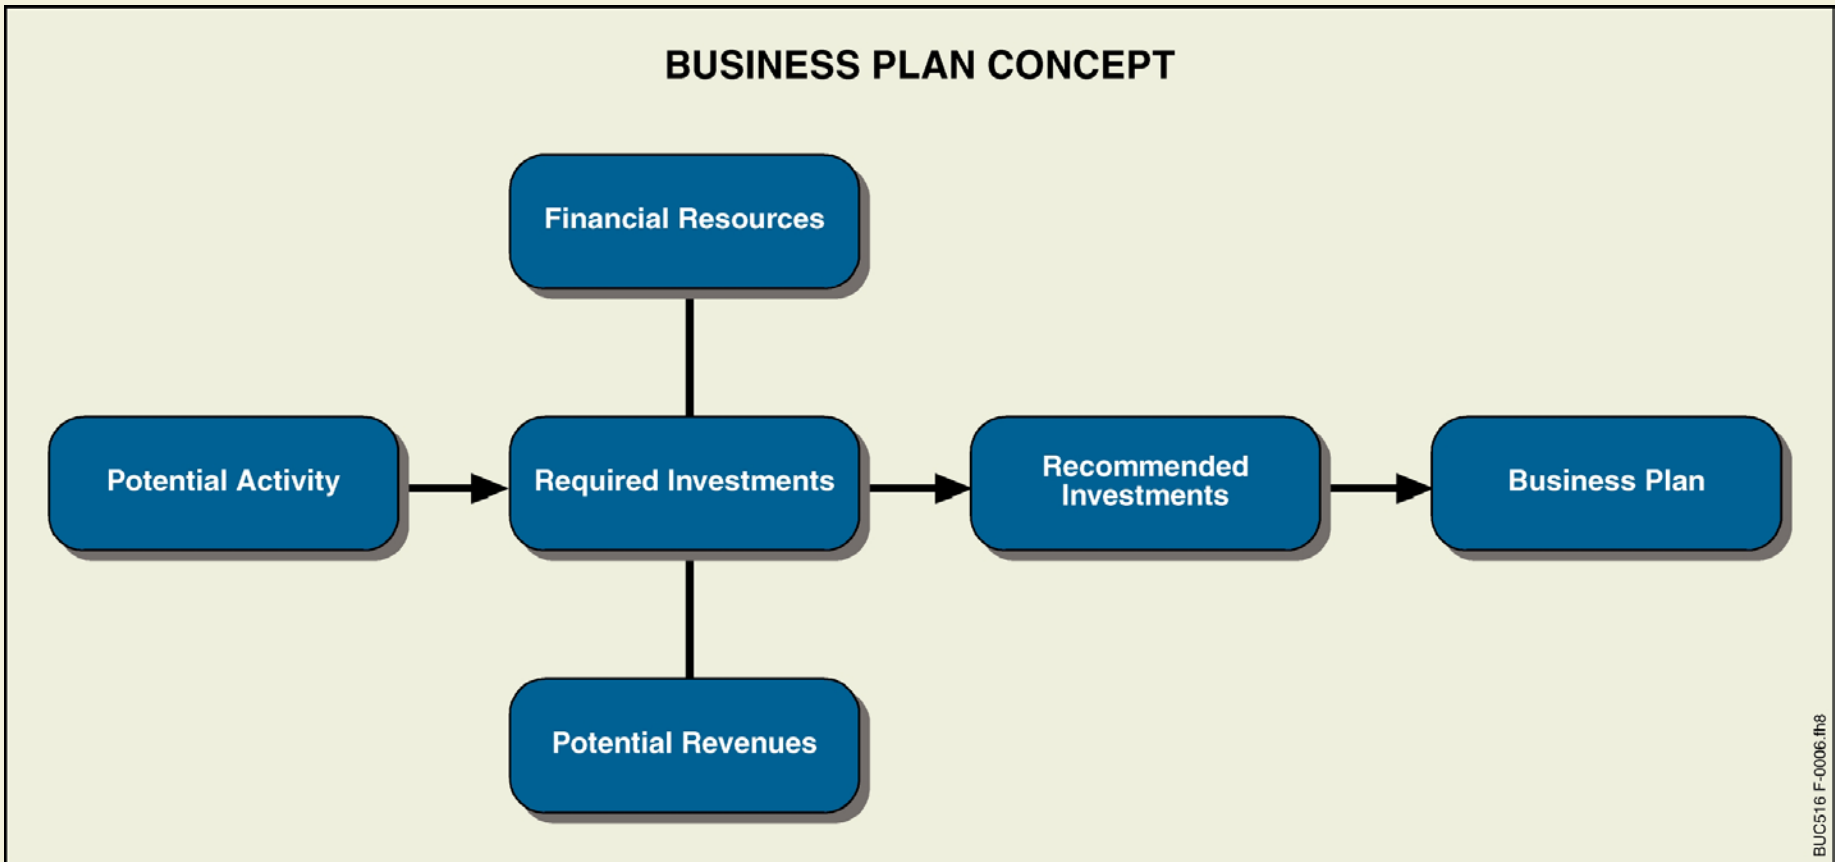 BUSINESS PLAN CONCEPT
Financial Resources
Potential Activity
Required Investments
Recommended
Investments
Business Plan
Potential Revenues
BUC516 F-0006.fh8